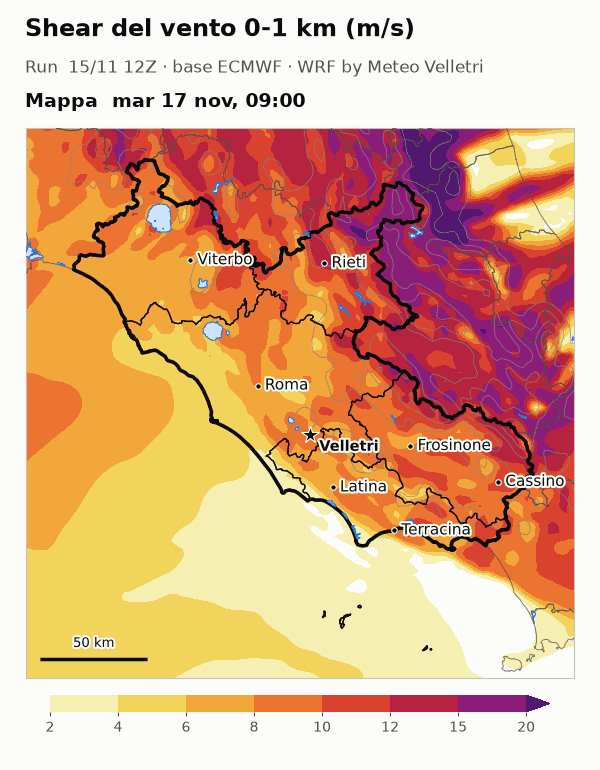 Shear del vento 0-1 km (m/s)
Run  15/11 12Z · base ECMWF · WRF by Meteo Velletri
Mappa  mar 17 nov, 09:00
Viterbo
Rieti
Roma
Velletri
Frosinone
Cassino
Latina
Terracina
50 km
2 4 6 8 10 12 15 20